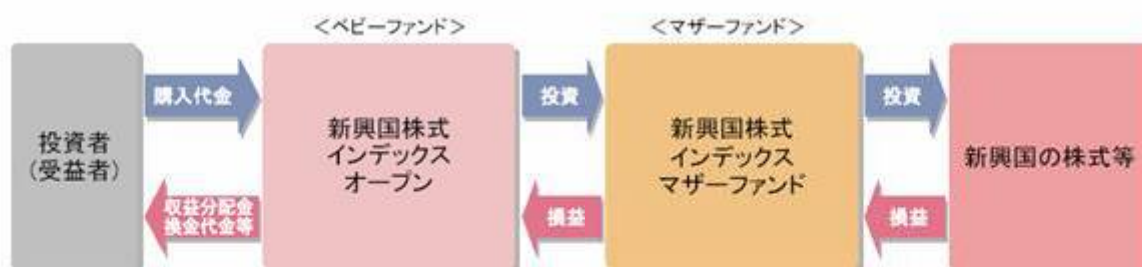 <ベビーファンド>
<マザーファンド>
投資者
(受益者)
購入代金
収益分配金
換金代金等
新興国株式
インデックス
オープン
投資
損益
新興国株式
インデックス
マザーファンド
投資
損益
新興国の株式等